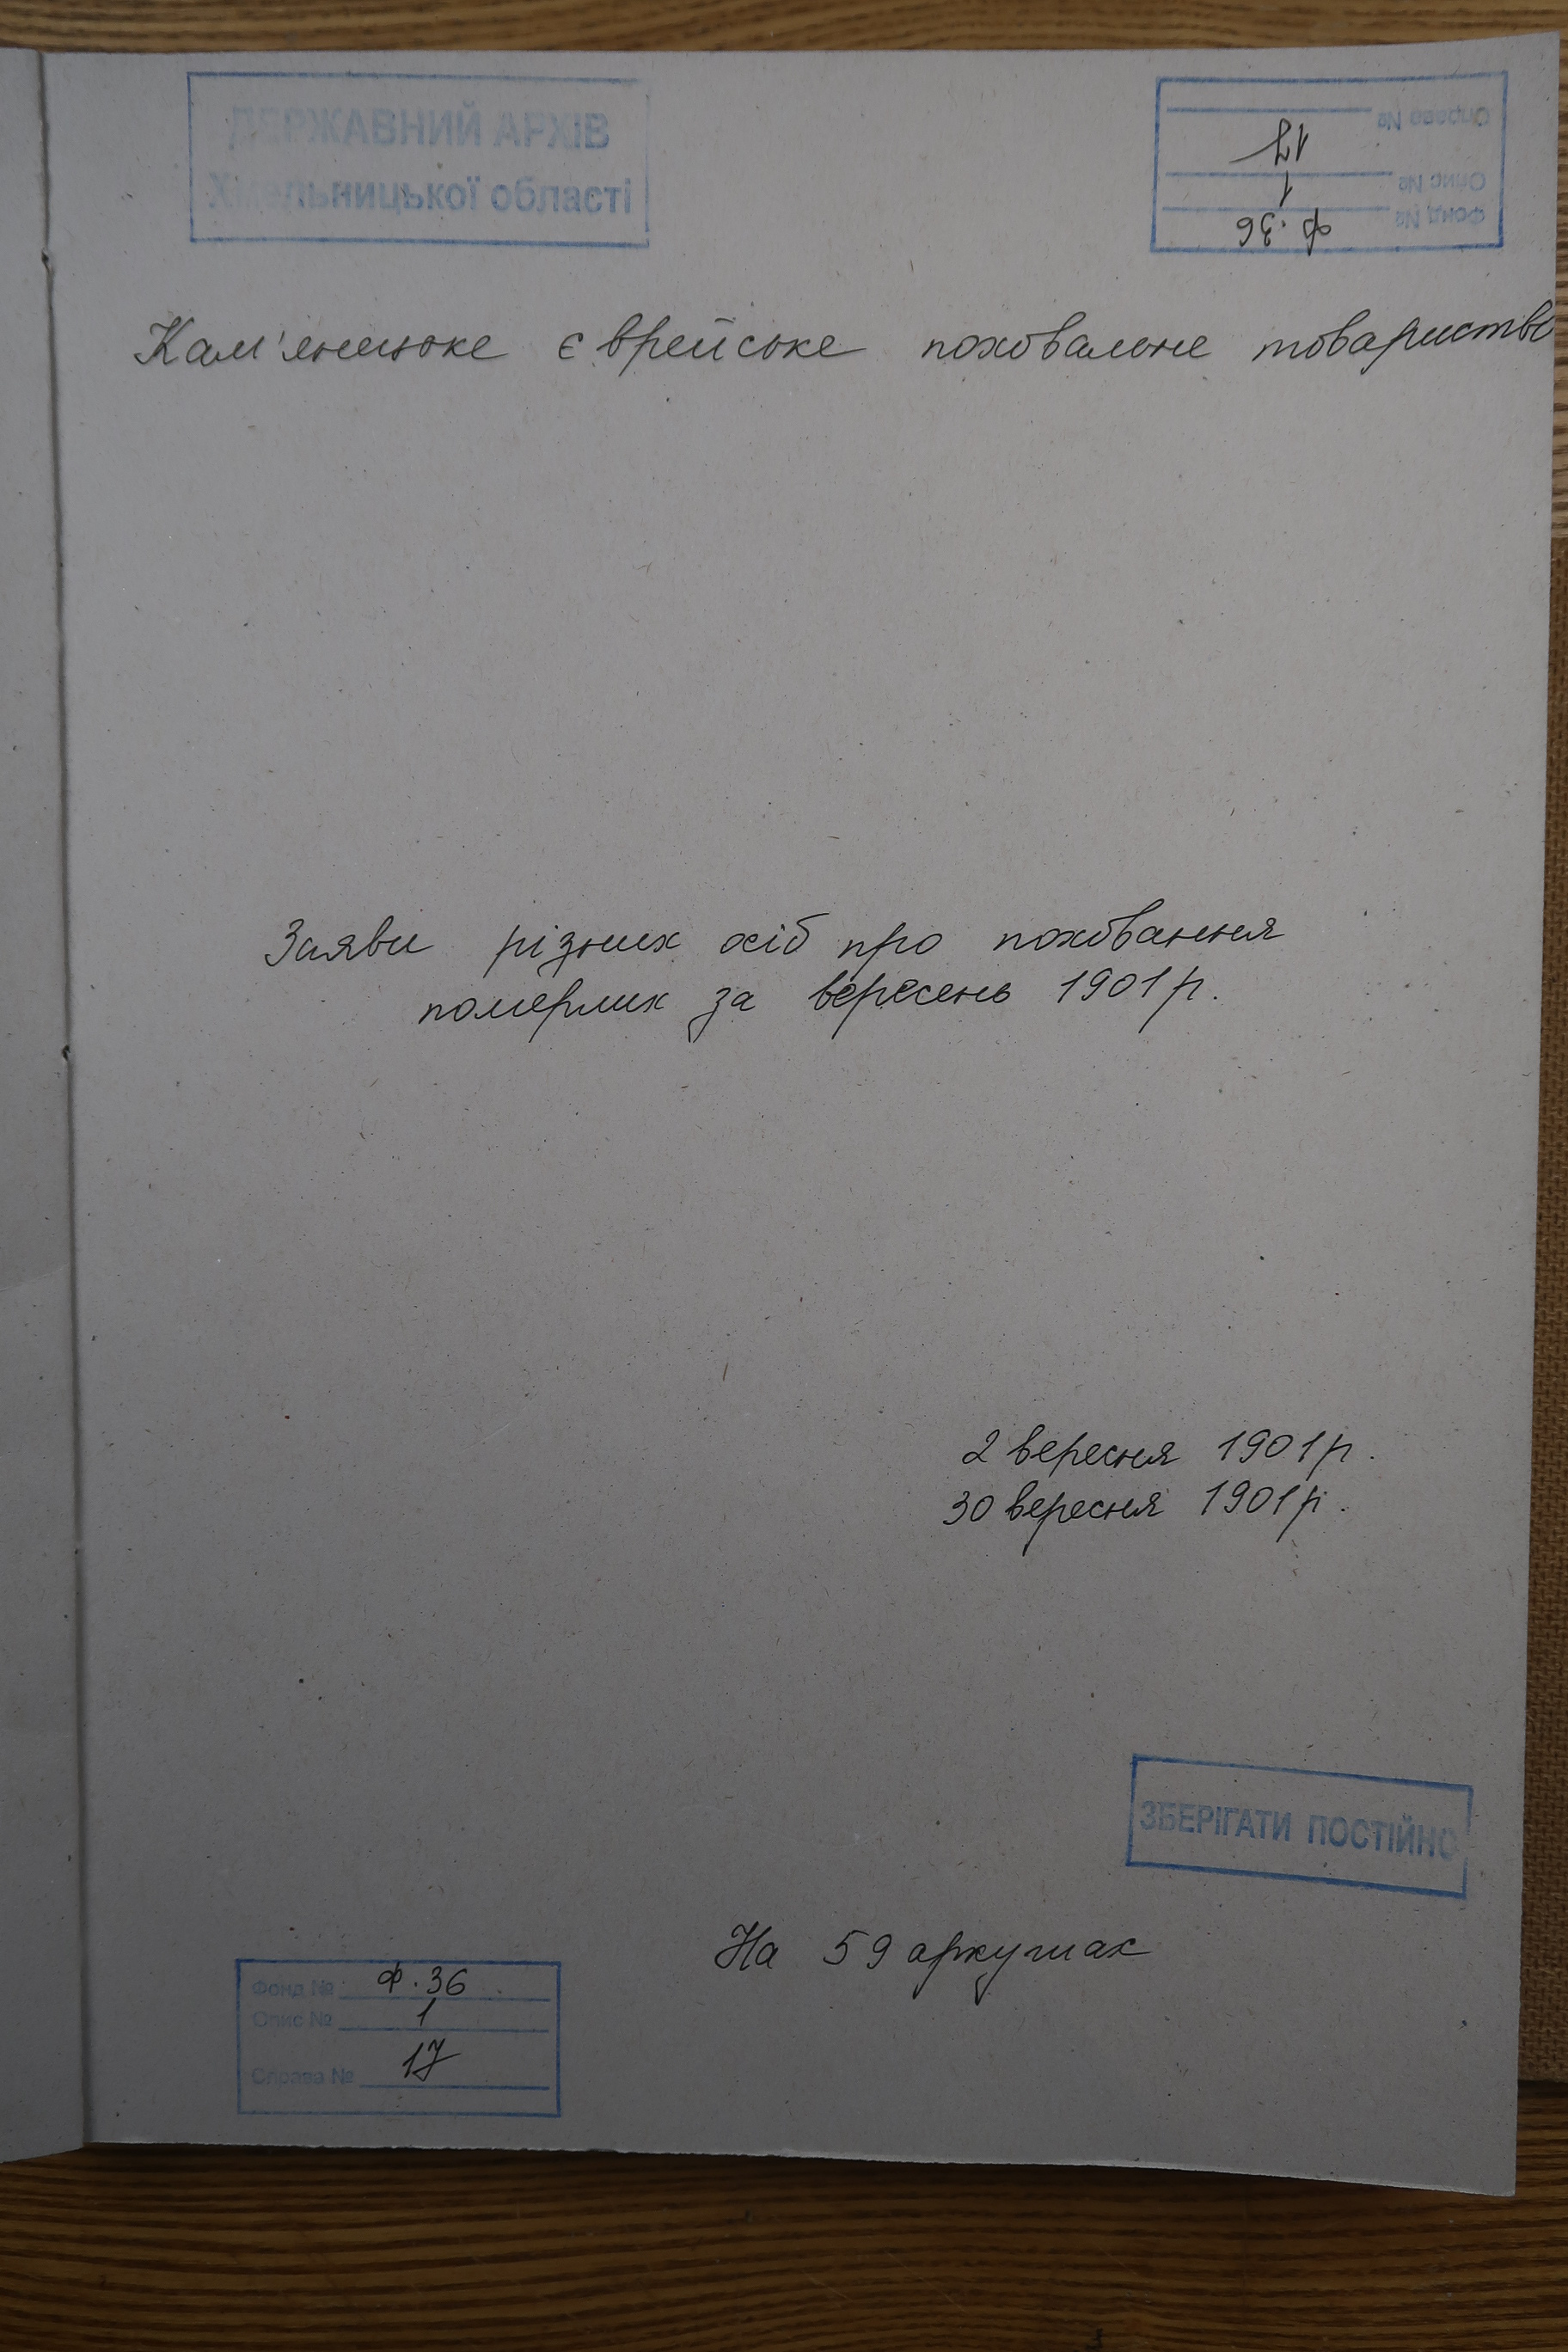 ДЕРЖАВНИЙ АРХІВ
Хмельницької області
Справа № 17
Опис № 1
Фонд № ф. 36
Кам'янецьке єврейське поховальне товариство
Заяви різних осіб про поховання
померлих за вересень 1901 р.
2 вересня 1901 р.
30 вересня 1901 р.
ЗБЕРІГАТИ ПОСТІЙНО
На 59 аркушах
Фонд № ф. 36
Опис № 1
Справа № 17